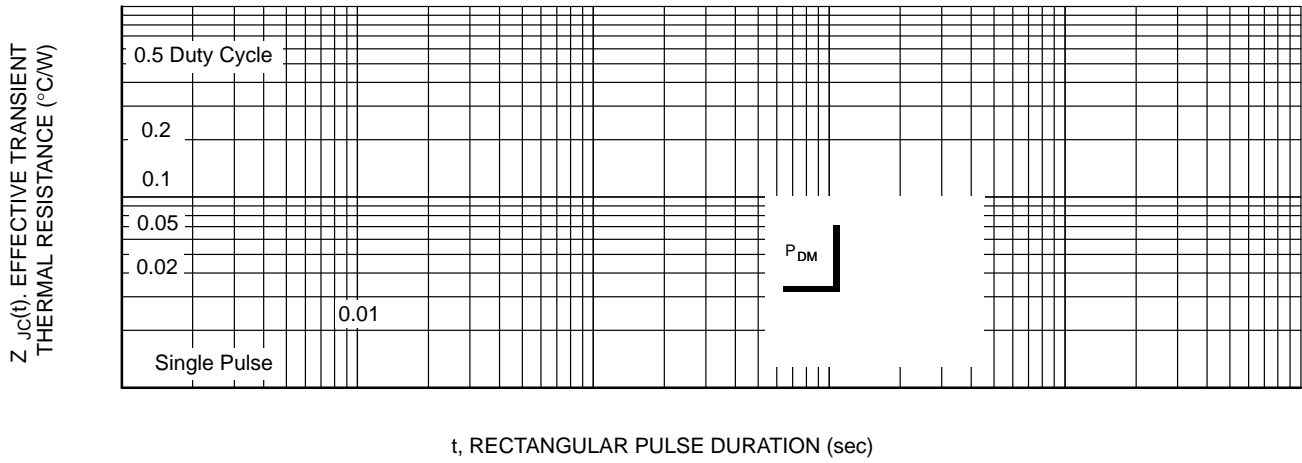 Z JC(t). EFFECTIVE TRANSIENT
THERMAL RESISTANCE (°C/W)
0.5 Duty Cycle
0.2
0.1
0.05
0.02
0.01
Single Pulse
PDM
t, RECTANGULAR PULSE DURATION (sec)